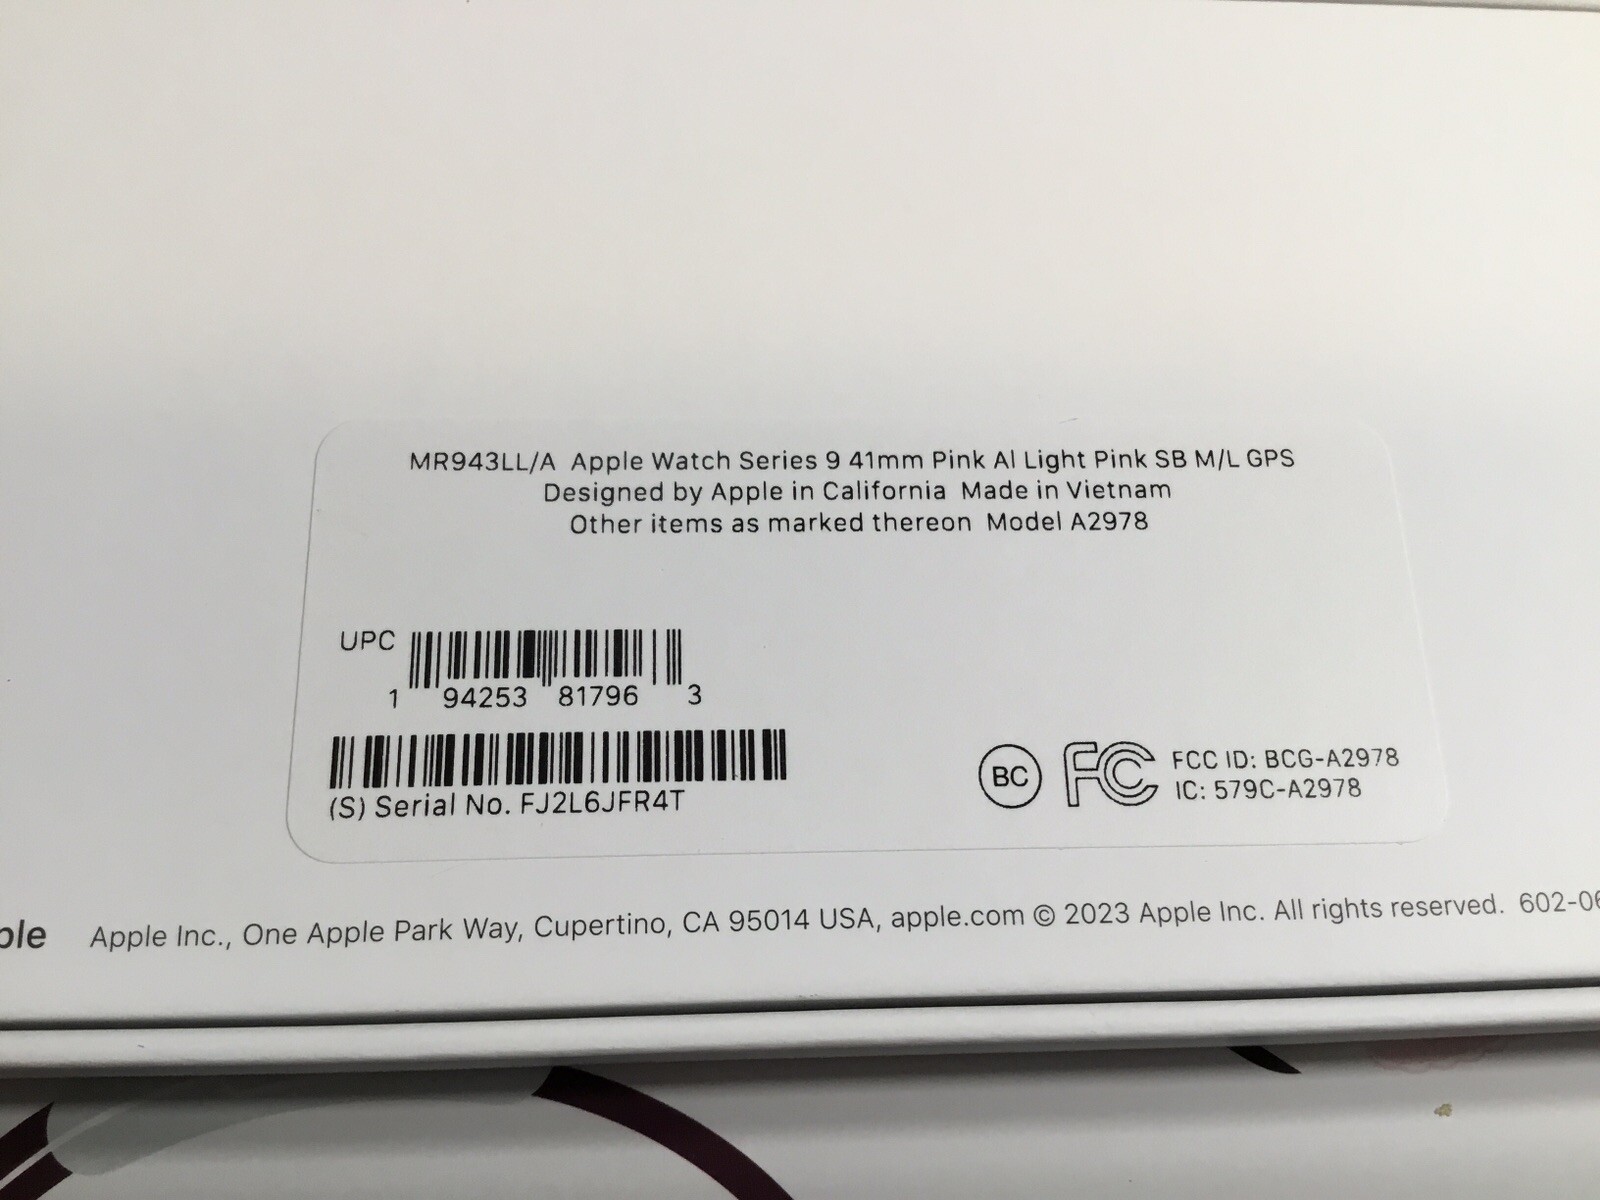 MR943LL/A Apple Watch Series 9 41mm Pink Al Light Pink SB M/L GPS
Designed by Apple in California Made in Vietnam
Other items as marked thereon Model A2978
UPC
1 94253 81796 3
(S) Serial No. FJ2L6JFR4T
BC FC FCC ID: BCG-A2978
IC: 579C-A2978
ple Apple Inc., One Apple Park Way, Cupertino, CA 95014 USA, apple.com © 2023 Apple Inc. All rights reserved. 602-06